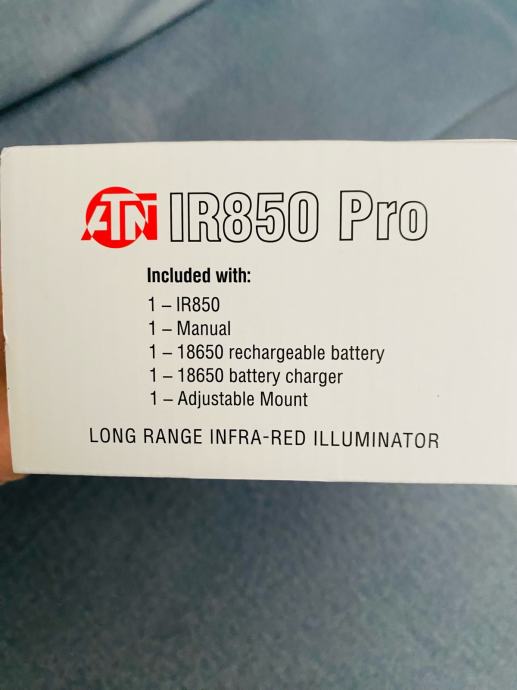 ATN IR850 Pro
Included with:
1 – IR850
1 – Manual
1 – 18650 rechargeable battery
1 – 18650 battery charger
1 – Adjustable Mount
LONG RANGE INFRA-RED ILLUMINATOR